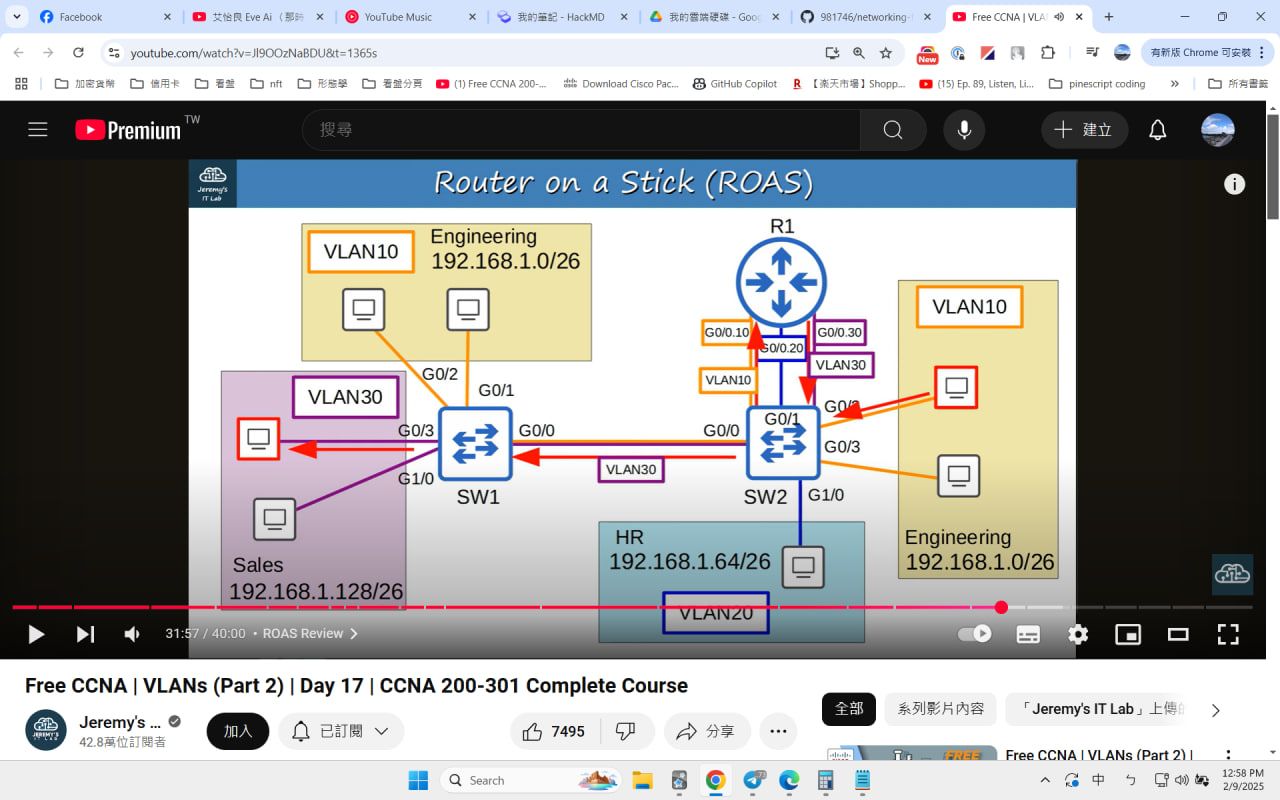 Facebook
艾怡良 Eve Ai （那時
YouTube Music
我的筆記 - HackMD
我的雲端硬碟 - Goo
981746/networking-
Free CCNA | VLA
youtube.com/watch?v=JI9OOzNaBDU&t=1365s
New
有新版 Chrome 可安裝
加密貨幣
信用卡
看盤
nft
形態學
看盤分頁
(1) Free CCNA 200-...
Download Cisco Pac...
GitHub Copilot
【楽天市場】Shopp...
(15) Ep. 89, Listen, Li...
pinescript coding
所有書籤
Premium TW
搜尋
建立
Jeremy's
IT Lab
Router on a Stick (ROAS)
VLAN10
Engineering
192.168.1.0/26
R1
G0/0.10
G0/0.20
G0/0.30
VLAN10
VLAN30
VLAN10
G0/2
G0/1
VLAN30
G0/3
G1/0
G0/0
SW1
G0/0
VLAN30
G0/1
G0/3
SW2
G1/0
Sales
192.168.1.128/26
HR
192.168.1.64/26
VLAN20
Engineering
192.168.1.0/26
31:57 / 40:00 • ROAS Review
Free CCNA | VLANs (Part 2) | Day 17 | CCNA 200-301 Complete Course
Jeremy's ...
42.8萬位訂閱者
加入
已訂閱
7495
分享
全部
系列影片內容
「Jeremy's IT Lab」上傳的
Free CCNA | VLANs (Part 2) |
FREE
Search
73
中
12:58 PM
2/9/2025